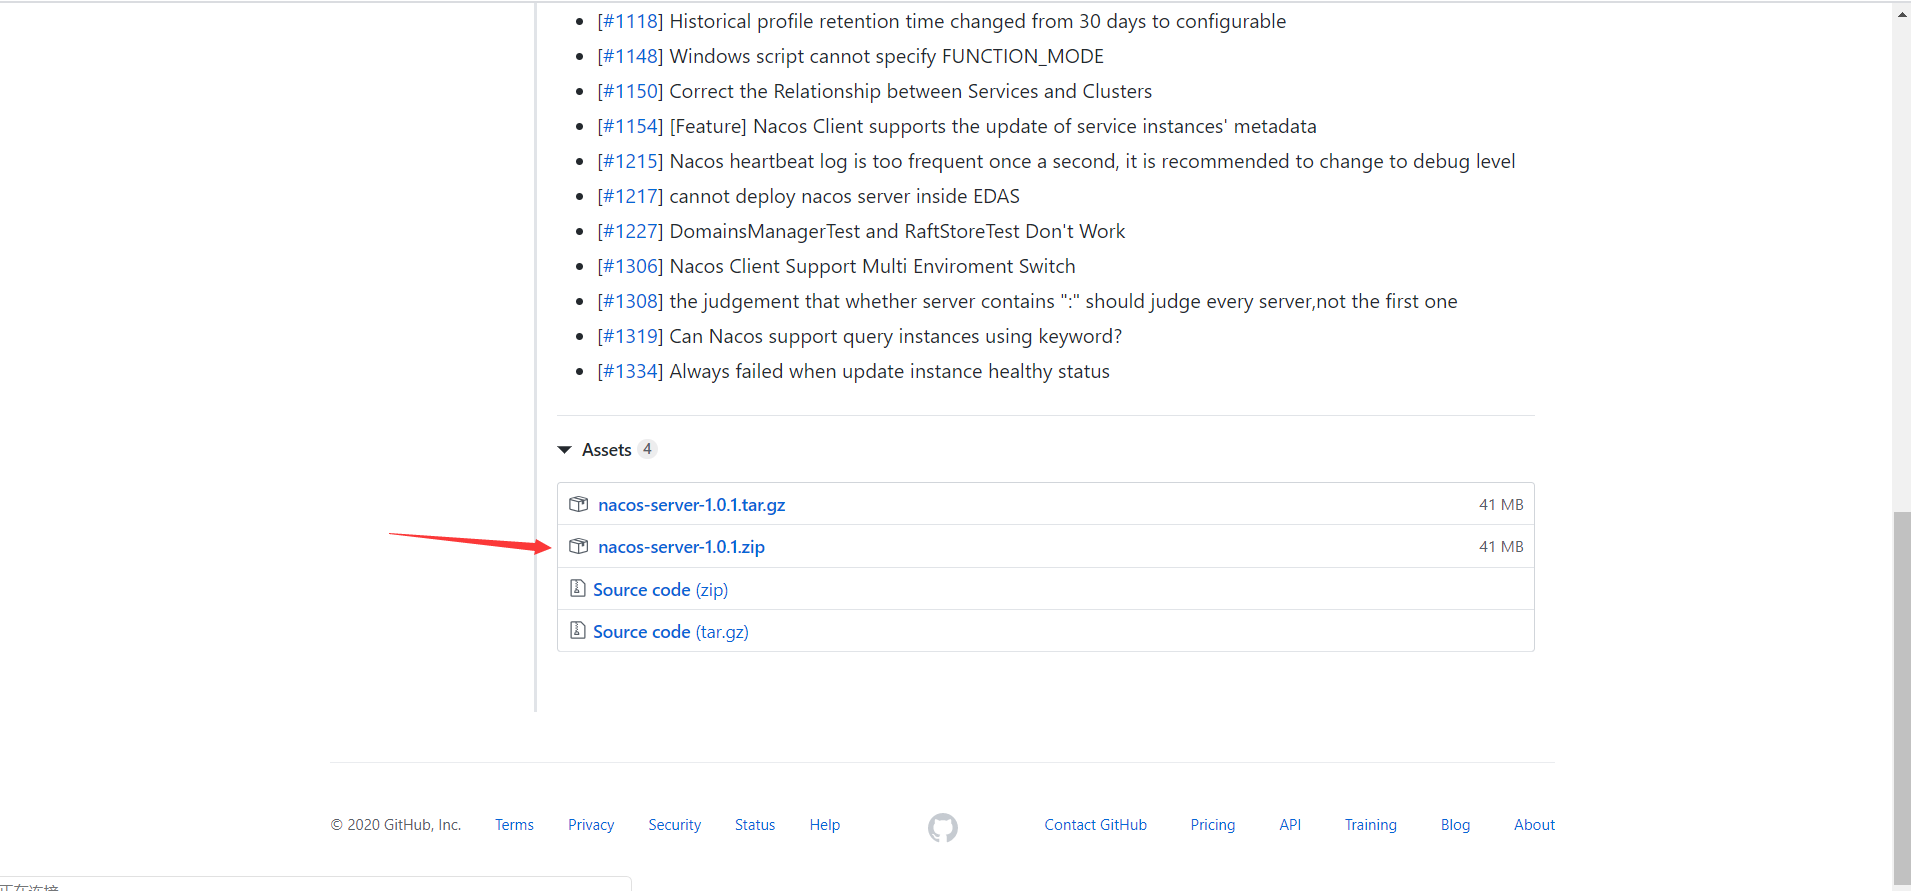 [#1118] Historical profile retention time changed from 30 days to configurable
[#1148] Windows script cannot specify FUNCTION_MODE
[#1150] Correct the Relationship between Services and Clusters
[#1154] [Feature] Nacos Client supports the update of service instances' metadata
[#1215] Nacos heartbeat log is too frequent once a second, it is recommended to change to debug level
[#1217] cannot deploy nacos server inside EDAS
[#1227] DomainsManagerTest and RaftStoreTest Don't Work
[#1306] Nacos Client Support Multi Enviroment Switch
[#1308] the judgement that whether server contains ":" should judge every server,not the first one
[#1319] Can Nacos support query instances using keyword?
[#1334] Always failed when update instance healthy status
Assets 4
nacos-server-1.0.1.tar.gz 41 MB
nacos-server-1.0.1.zip 41 MB
Source code (zip)
Source code (tar.gz)
© 2020 GitHub, Inc. Terms Privacy Security Status Help Contact GitHub Pricing API Training Blog About
正在连接